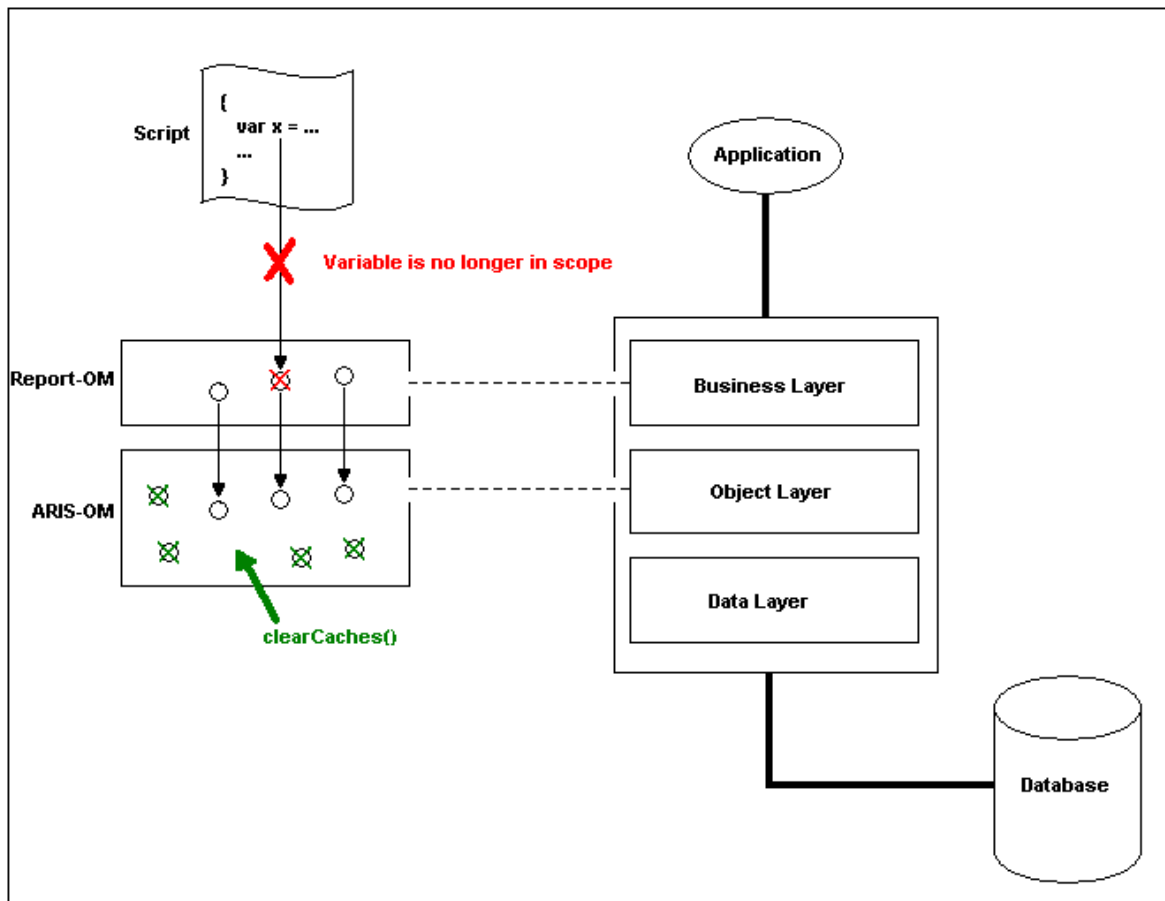 {
var x = ...
...
}
Script
Application
Variable is no longer in scope
Report-OM
Business Layer
ARIS-OM
Object Layer
Data Layer
clearCaches()
Database